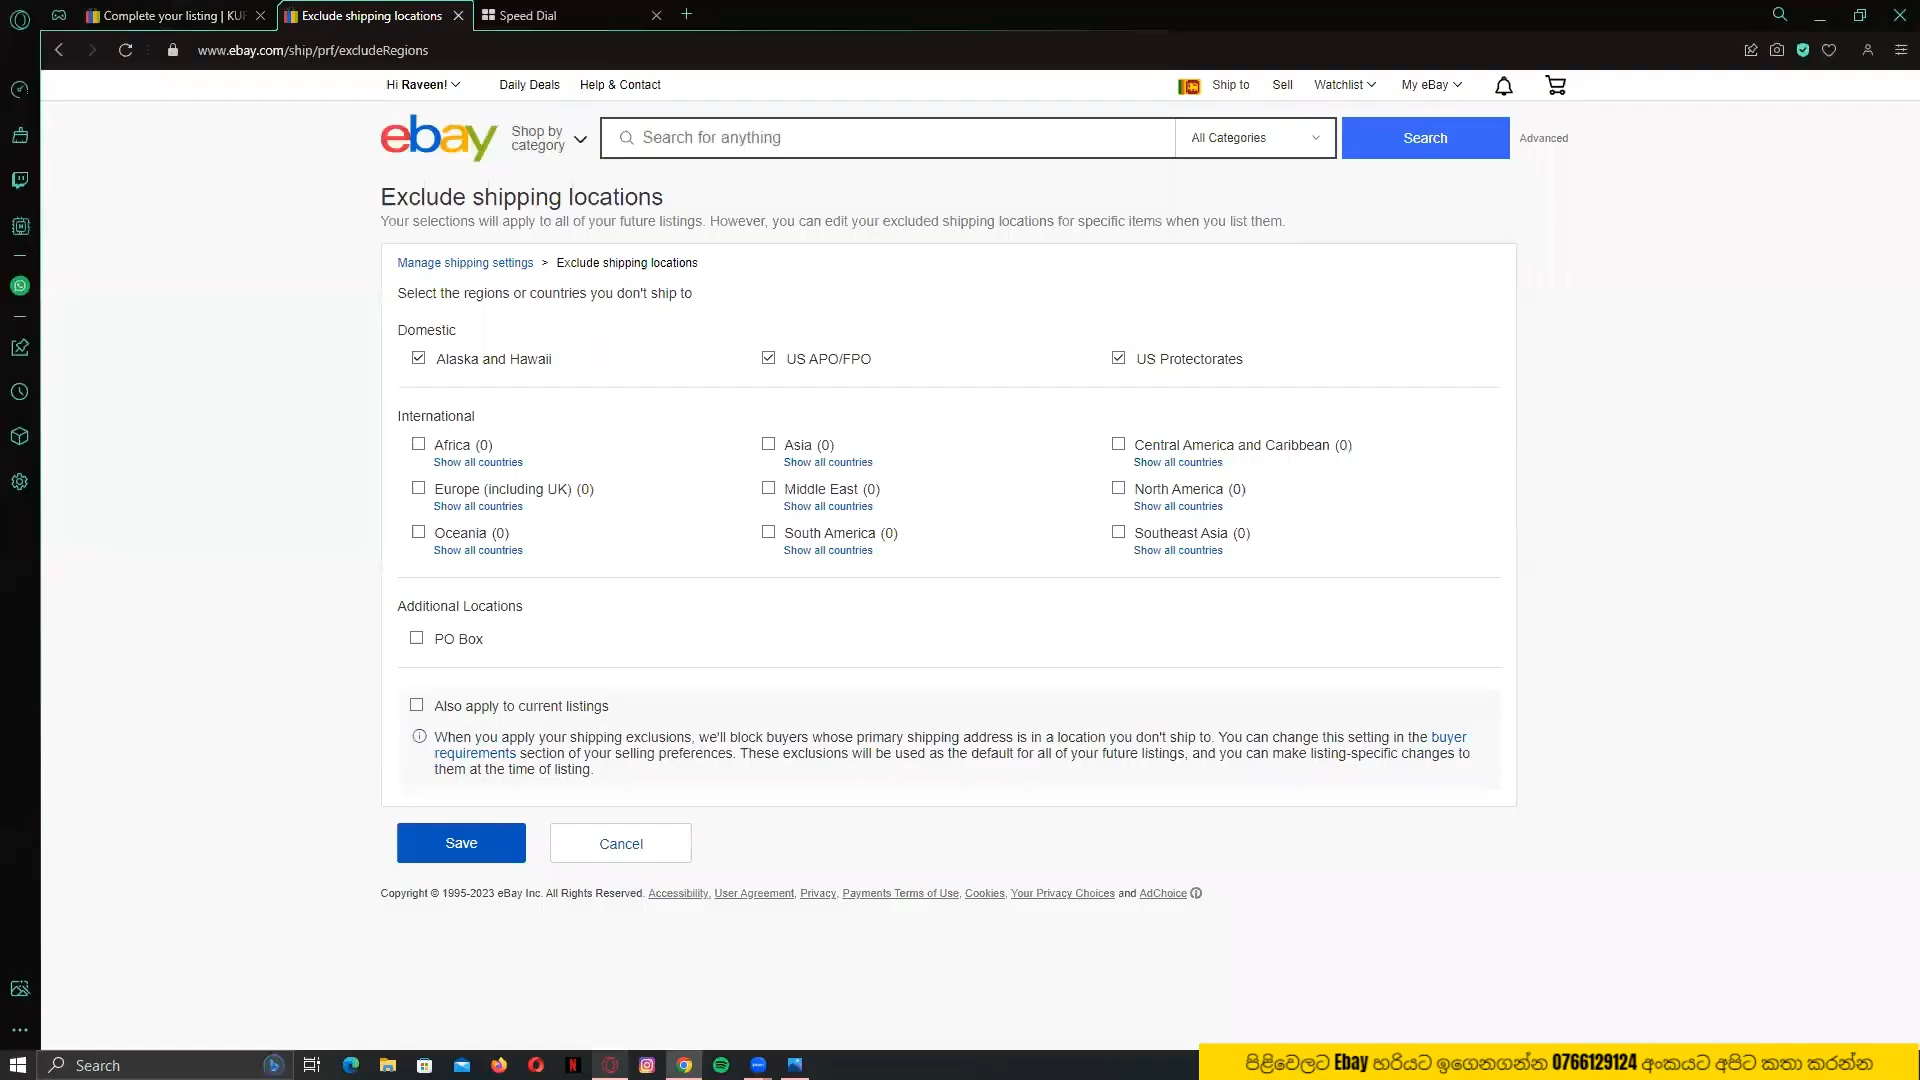 Complete your listing | KUF
Exclude shipping locations
Speed Dial
www.ebay.com/ship/prf/excludeRegions
Hi Raveen!
Daily Deals
Help & Contact
Ship to
Sell
Watchlist
My eBay
ebay
Shop by category
Search for anything
All Categories
Search
Advanced
Exclude shipping locations
Your selections will apply to all of your future listings. However, you can edit your excluded shipping locations for specific items when you list them.
Manage shipping settings > Exclude shipping locations
Select the regions or countries you don't ship to
Domestic
Alaska and Hawaii
US APO/FPO
US Protectorates
International
Africa (0)
Show all countries
Asia (0)
Show all countries
Central America and Caribbean (0)
Show all countries
Europe (including UK) (0)
Show all countries
Middle East (0)
Show all countries
North America (0)
Show all countries
Oceania (0)
Show all countries
South America (0)
Show all countries
Southeast Asia (0)
Show all countries
Additional Locations
PO Box
Also apply to current listings
When you apply your shipping exclusions, we'll block buyers whose primary shipping address is in a location you don't ship to. You can change this setting in the buyer
requirements section of your selling preferences. These exclusions will be used as the default for all of your future listings, and you can make listing-specific changes to
them at the time of listing.
Save
Cancel
Copyright © 1995-2023 eBay Inc. All Rights Reserved. Accessibility, User Agreement, Privacy, Payments Terms of Use, Cookies, Your Privacy Choices and AdChoice
Search
පිළිවෙලට Ebay හරියට ඉගෙනගන්න 0766129124 අංකයට අපිට කතා කරන්න